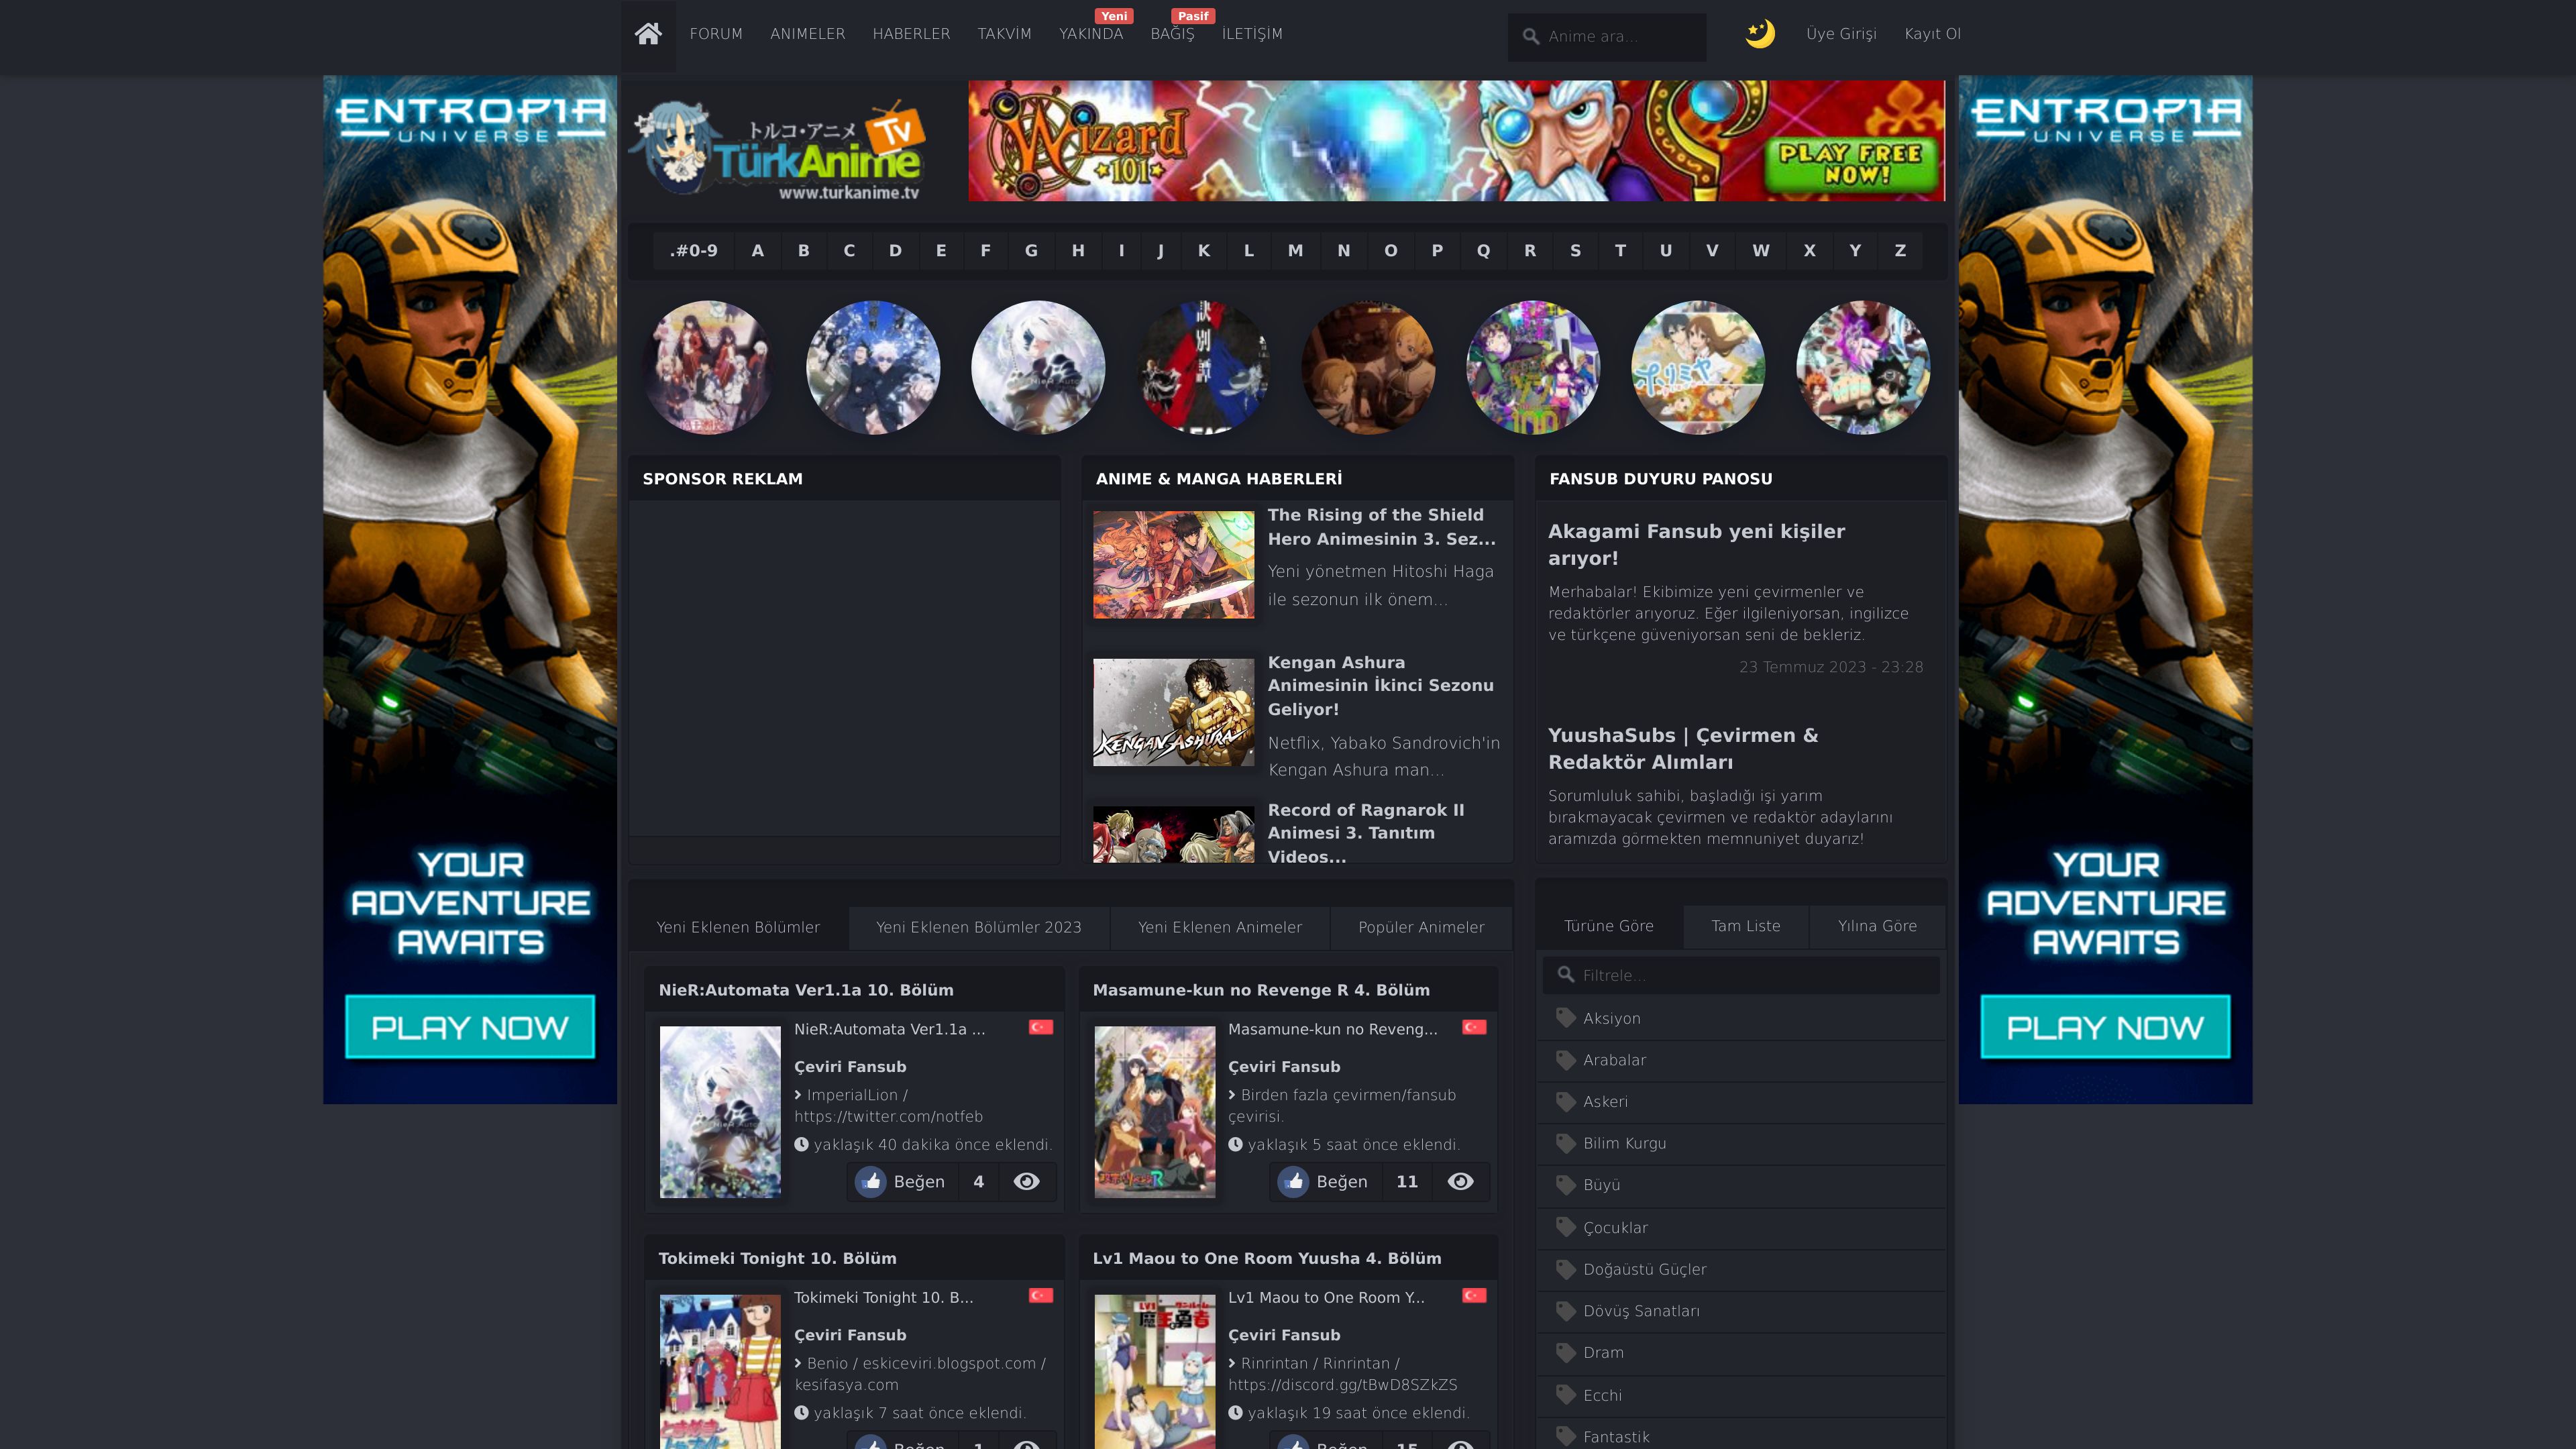 FORUM ANIMELER HABERLER TAKVİM YAKINDA Yeni BAĞIŞ Pasif İLETİŞİM Anime ara... Üye Girişi Kayıt Ol
ENTROPIA
UNIVERSE
YOUR
ADVENTURE
AWAITS
PLAY NOW
トルコ・アニメ Tv
TürkAnime
www.turkanime.tv
Wizard
101
PLAY FREE
NOW!
ENTROPIA
UNIVERSE
YOUR
ADVENTURE
AWAITS
PLAY NOW
.#0-9 A B C D E F G H I J K L M N O P Q R S T U V W X Y Z
SPONSOR REKLAM
ANIME & MANGA HABERLERİ
The Rising of the Shield
Hero Animesinin 3. Sez...
Yeni yönetmen Hitoshi Haga
ile sezonun ilk önem...
KENGAN ASHURA
Kengan Ashura
Animesinin İkinci Sezonu
Geliyor!
Netflix, Yabako Sandrovich'in
Kengan Ashura man...
Record of Ragnarok II
Animesi 3. Tanıtım
Videos...
FANSUB DUYURU PANOSU
Akagami Fansub yeni kişiler
arıyor!
Merhabalar! Ekibimize yeni çevirmenler ve
redaktörler arıyoruz. Eğer ilgileniyorsan, ingilizce
ve türkçene güveniyorsan seni de bekleriz.
23 Temmuz 2023 - 23:28
YuushaSubs | Çevirmen &
Redaktör Alımları
Sorumluluk sahibi, başladığı işi yarım
bırakmayacak çevirmen ve redaktör adaylarını
aramızda görmekten memnuniyet duyarız!
Yeni Eklenen Bölümler Yeni Eklenen Bölümler 2023 Yeni Eklenen Animeler Popüler Animeler
NieR:Automata Ver1.1a 10. Bölüm
NieR:Automata Ver1.1a ...
Çeviri Fansub
ImperialLion /
https://twitter.com/notfeb
yaklaşık 40 dakika önce eklendi.
Beğen 4
Masamune-kun no Revenge R 4. Bölüm
Masamune-kun no Reveng...
Çeviri Fansub
Birden fazla çevirmen/fansub
çevirisi.
yaklaşık 5 saat önce eklendi.
Beğen 11
Tokimeki Tonight 10. Bölüm
Tokimeki Tonight 10. B...
Çeviri Fansub
Benio / eskiceviri.blogspot.com /
kesifasya.com
yaklaşık 7 saat önce eklendi.
Beğen 1
Lv1 Maou to One Room Yuusha 4. Bölüm
Lv1 Maou to One Room Y...
Çeviri Fansub
Rinrintan / Rinrintan /
https://discord.gg/tBwD8SZkZS
yaklaşık 19 saat önce eklendi.
Beğen 15
Türüne Göre Tam Liste Yılına Göre
Filtrele...
Aksiyon
Arabalar
Askeri
Bilim Kurgu
Büyü
Çocuklar
Doğaüstü Güçler
Dövüş Sanatları
Dram
Ecchi
Fantastik